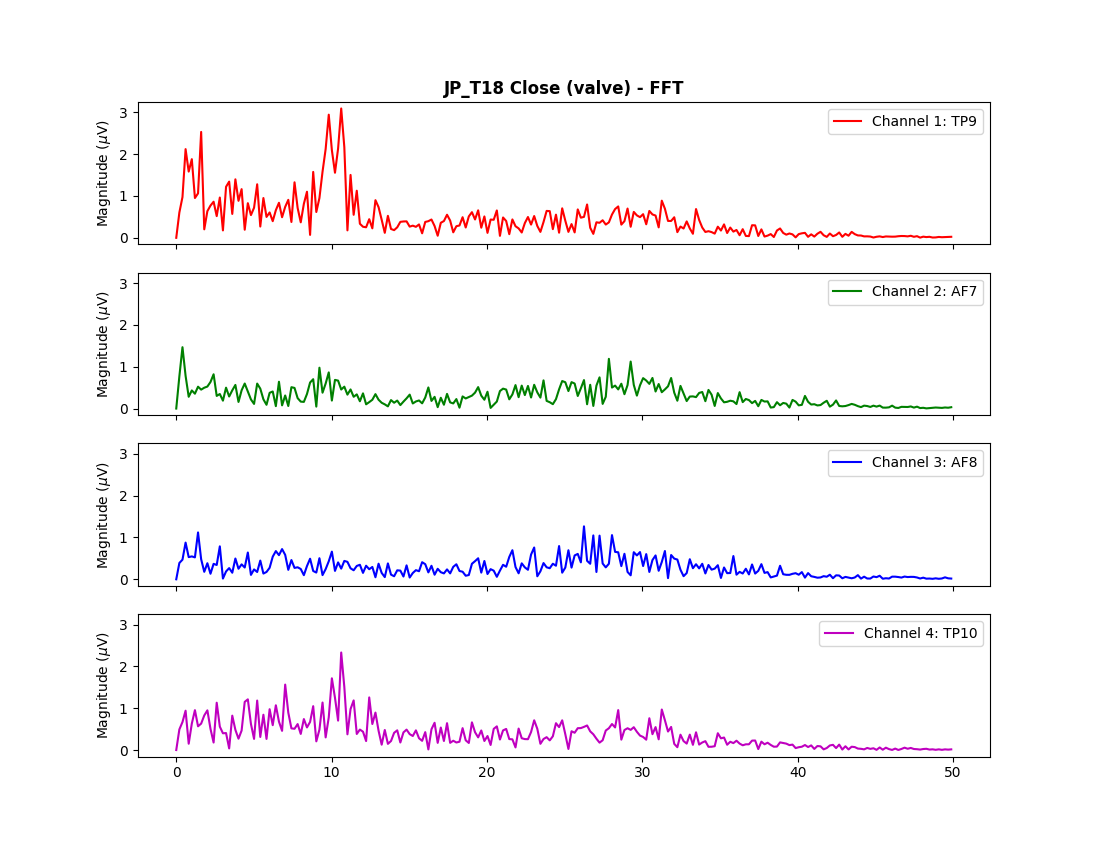 JP_T18 Close (valve) - FFT
Magnitude (μV)
3
2
1
0
Channel 1: TP9
Magnitude (μV)
3
2
1
0
Channel 2: AF7
Magnitude (μV)
3
2
1
0
Channel 3: AF8
Magnitude (μV)
3
2
1
0
Channel 4: TP10
0 10 20 30 40 50